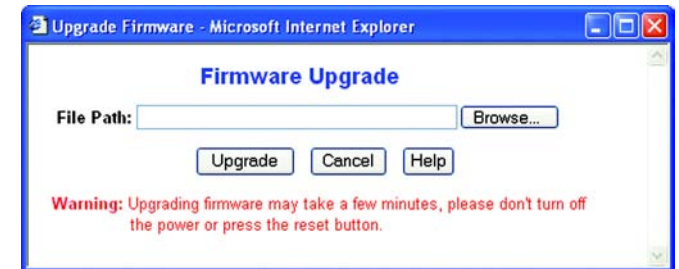 Upgrade Firmware - Microsoft Internet Explorer
Firmware Upgrade
File Path: Browse...
Upgrade Cancel Help
Warning: Upgrading firmware may take a few minutes, please don't turn off
the power or press the reset button.